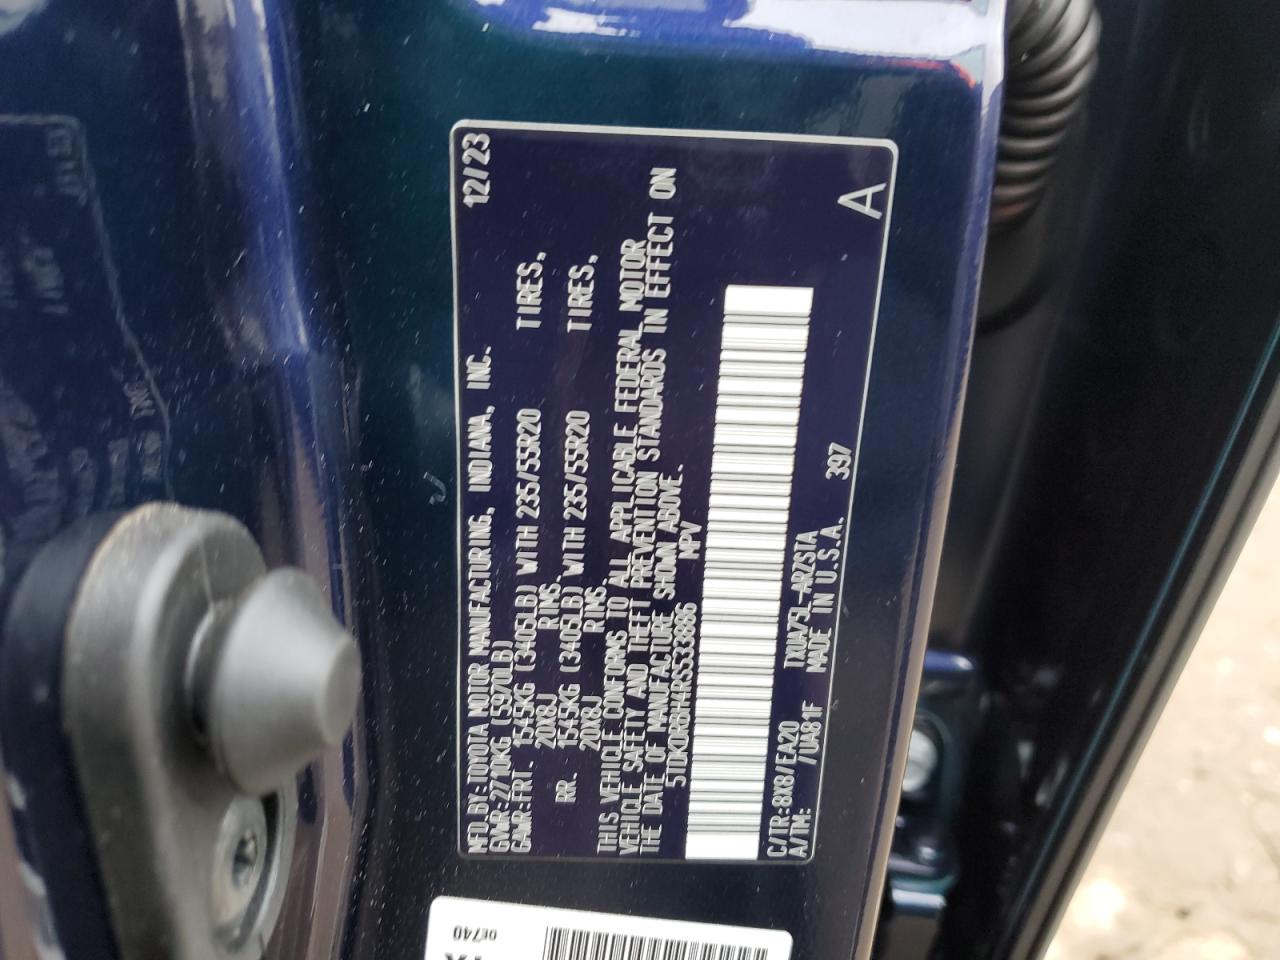 MFD.BY:TOYOTA MOTOR MANUFACTURING, INDIANA, INC. 12/23
GVWR:2710KG (5970LB)
GAWR:FRT. 1545KG (3405LB) WITH 235/55R20 TIRES,
20X8J RIMS.
RR. 1545KG (3405LB) WITH 235/55R20 TIRES,
20X8J RIMS.
THIS VEHICLE CONFORMS TO ALL APPLICABLE FEDERAL MOTOR
VEHICLE SAFETY AND THEFT PREVENTION STANDARDS IN EFFECT ON
THE DATE OF MANUFACTURE SHOWN ABOVE.
5TDKDRBH4RS533886 MPV
C/TR:8X8/EA20 TXUA75L-ARZSTA 397
A/TM: /UA81F MADE IN U.S.A. A
0E740